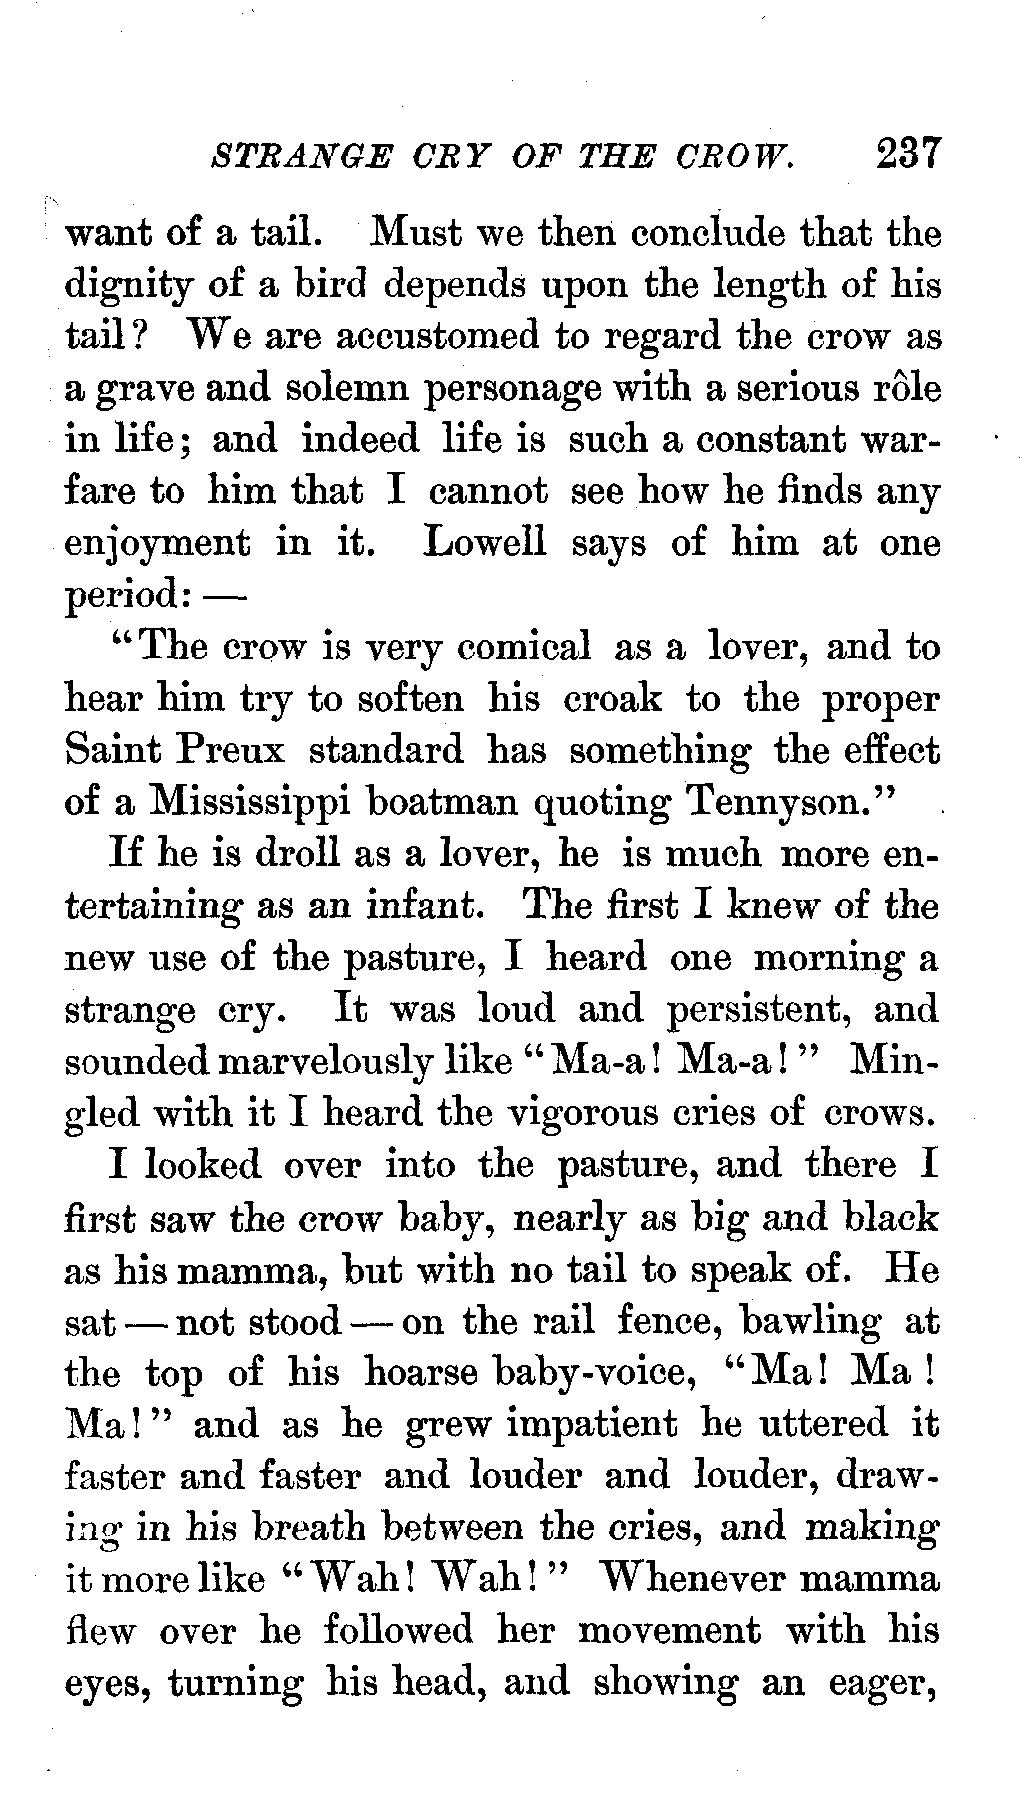 STRANGE CRY OF THE CROW. 237
want of a tail. Must we then conclude that the
dignity of a bird depends upon the length of his
tail? We are accustomed to regard the crow as
a grave and solemn personage with a serious rôle
in life; and indeed life is such a constant war-
fare to him that I cannot see how he finds any
enjoyment in it. Lowell says of him at one
period: —
"The crow is very comical as a lover, and to
hear him try to soften his croak to the proper
Saint Preux standard has something the effect
of a Mississippi boatman quoting Tennyson."
If he is droll as a lover, he is much more en-
tertaining as an infant. The first I knew of the
new use of the pasture, I heard one morning a
strange cry. It was loud and persistent, and
sounded marvelously like "Ma-a! Ma-a!" Min-
gled with it I heard the vigorous cries of crows.
I looked over into the pasture, and there I
first saw the crow baby, nearly as big and black
as his mamma, but with no tail to speak of. He
sat — not stood — on the rail fence, bawling at
the top of his hoarse baby-voice, "Ma! Ma!
Ma!" and as he grew impatient he uttered it
faster and faster and louder and louder, draw-
ing in his breath between the cries, and making
it more like "Wah! Wah!" Whenever mamma
flew over he followed her movement with his
eyes, turning his head, and showing an eager,